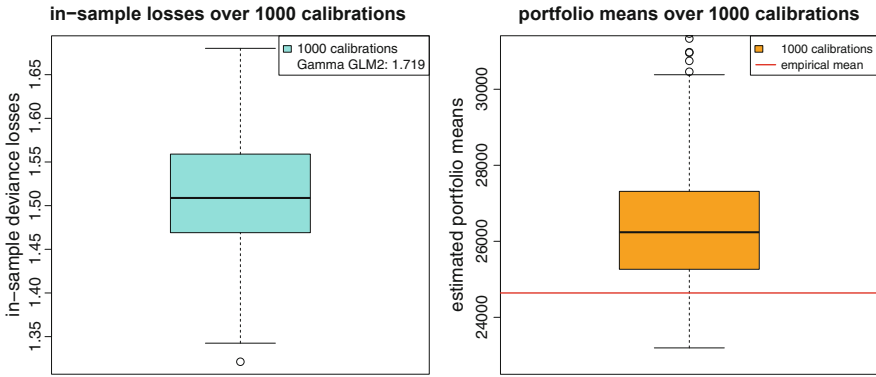 in−sample losses over 1000 calibrations
in−sample deviance losses
1.65
1.60
1.55
1.50
1.45
1.40
1.35
1000 calibrations
Gamma GLM2: 1.719
portfolio means over 1000 calibrations
estimated portfolio means
30000
28000
26000
24000
1000 calibrations
empirical mean